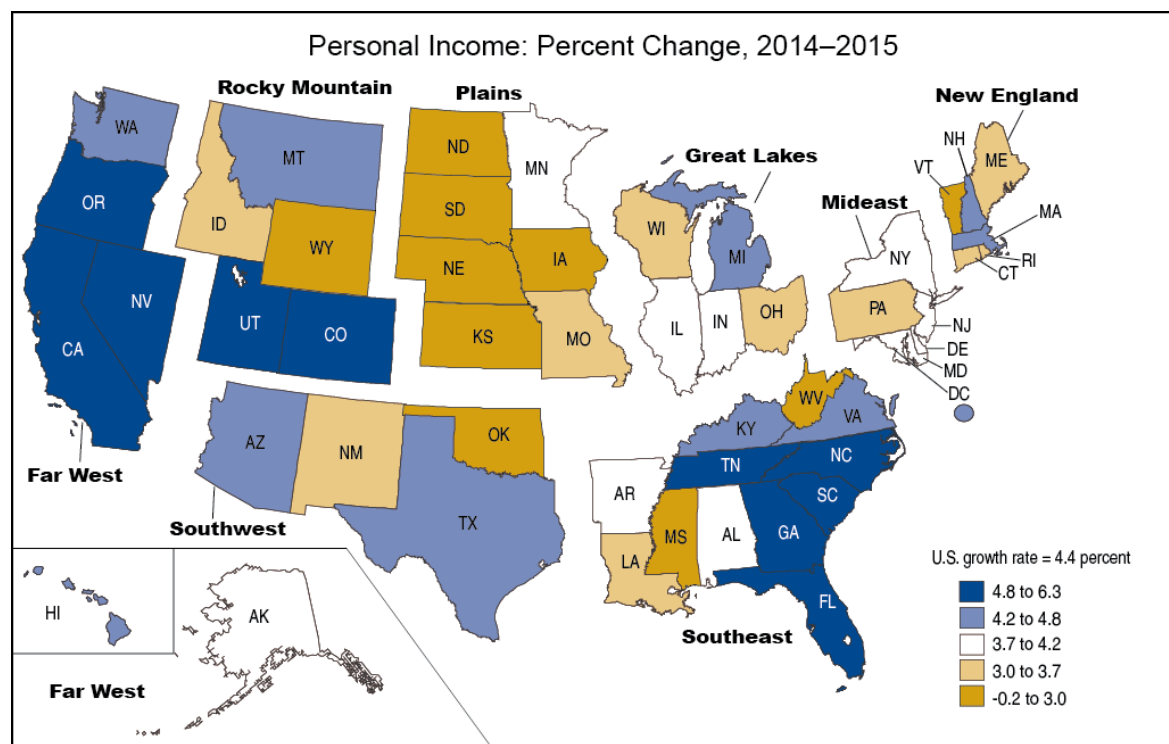 Personal Income: Percent Change, 2014–2015
Rocky Mountain
Plains
New England
Great Lakes
Mideast
WA
MT
ND
MN
NH
ME
VT
OR
ID
SD
WI
MI
MA
WY
NE
IA
NY
RI
CT
NV
UT
CO
KS
MO
IL
IN
OH
PA
NJ
CA
DE
MD
DC
WV
KY
VA
AZ
NM
OK
TN
NC
Far West
AR
SC
Southwest
TX
MS
AL
GA
LA
U.S. growth rate = 4.4 percent
4.8 to 6.3
4.2 to 4.8
3.7 to 4.2
3.0 to 3.7
-0.2 to 3.0
HI
AK
FL
Southeast
Far West